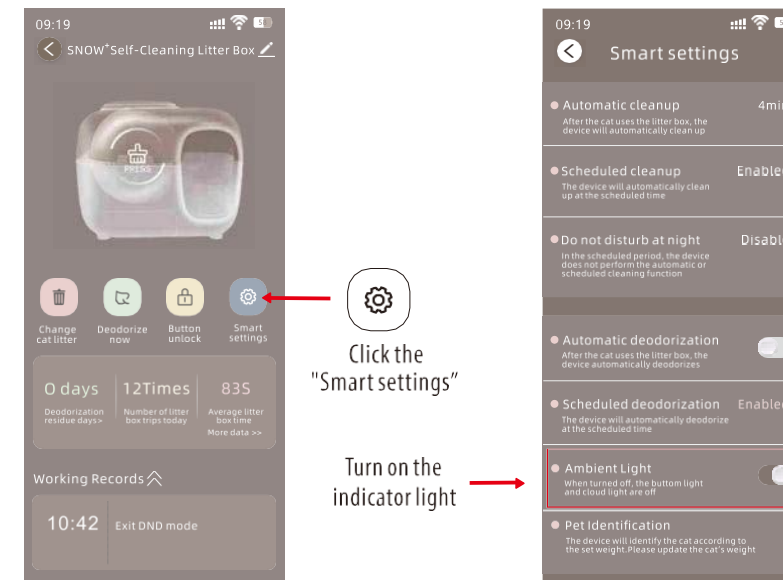 09:19
5
SNOW⁺Self-Cleaning Litter Box
PRESS
Change
cat litter
Deodorize
now
Button
unlock
Smart
settings
0 days
Deodorization
residue days>
12Times
Number of litter
box trips today
83S
Average litter
box time
More data >>
Working Records
10:42
Exit DND mode
Click the
"Smart settings"
Turn on the
indicator light
09:19
5
Smart settings
Automatic cleanup
4min
After the cat uses the litter box, the
device will automatically clean up
Scheduled cleanup
Enabled
The device will automatically clean
up at the scheduled time
Do not disturb at night
Disabl
In the scheduled period, the device
does not perform the automatic or
scheduled cleaning function
Automatic deodorization
After the cat uses the litter box, the
device automatically deodorizes
Scheduled deodorization
Enabled
The device will automatically deodorize
at the scheduled time
Ambient Light
When turned off, the buttom light
and cloud light are off
Pet Identification
The device will identify the cat according to
the set weight.Please update the cat's weight